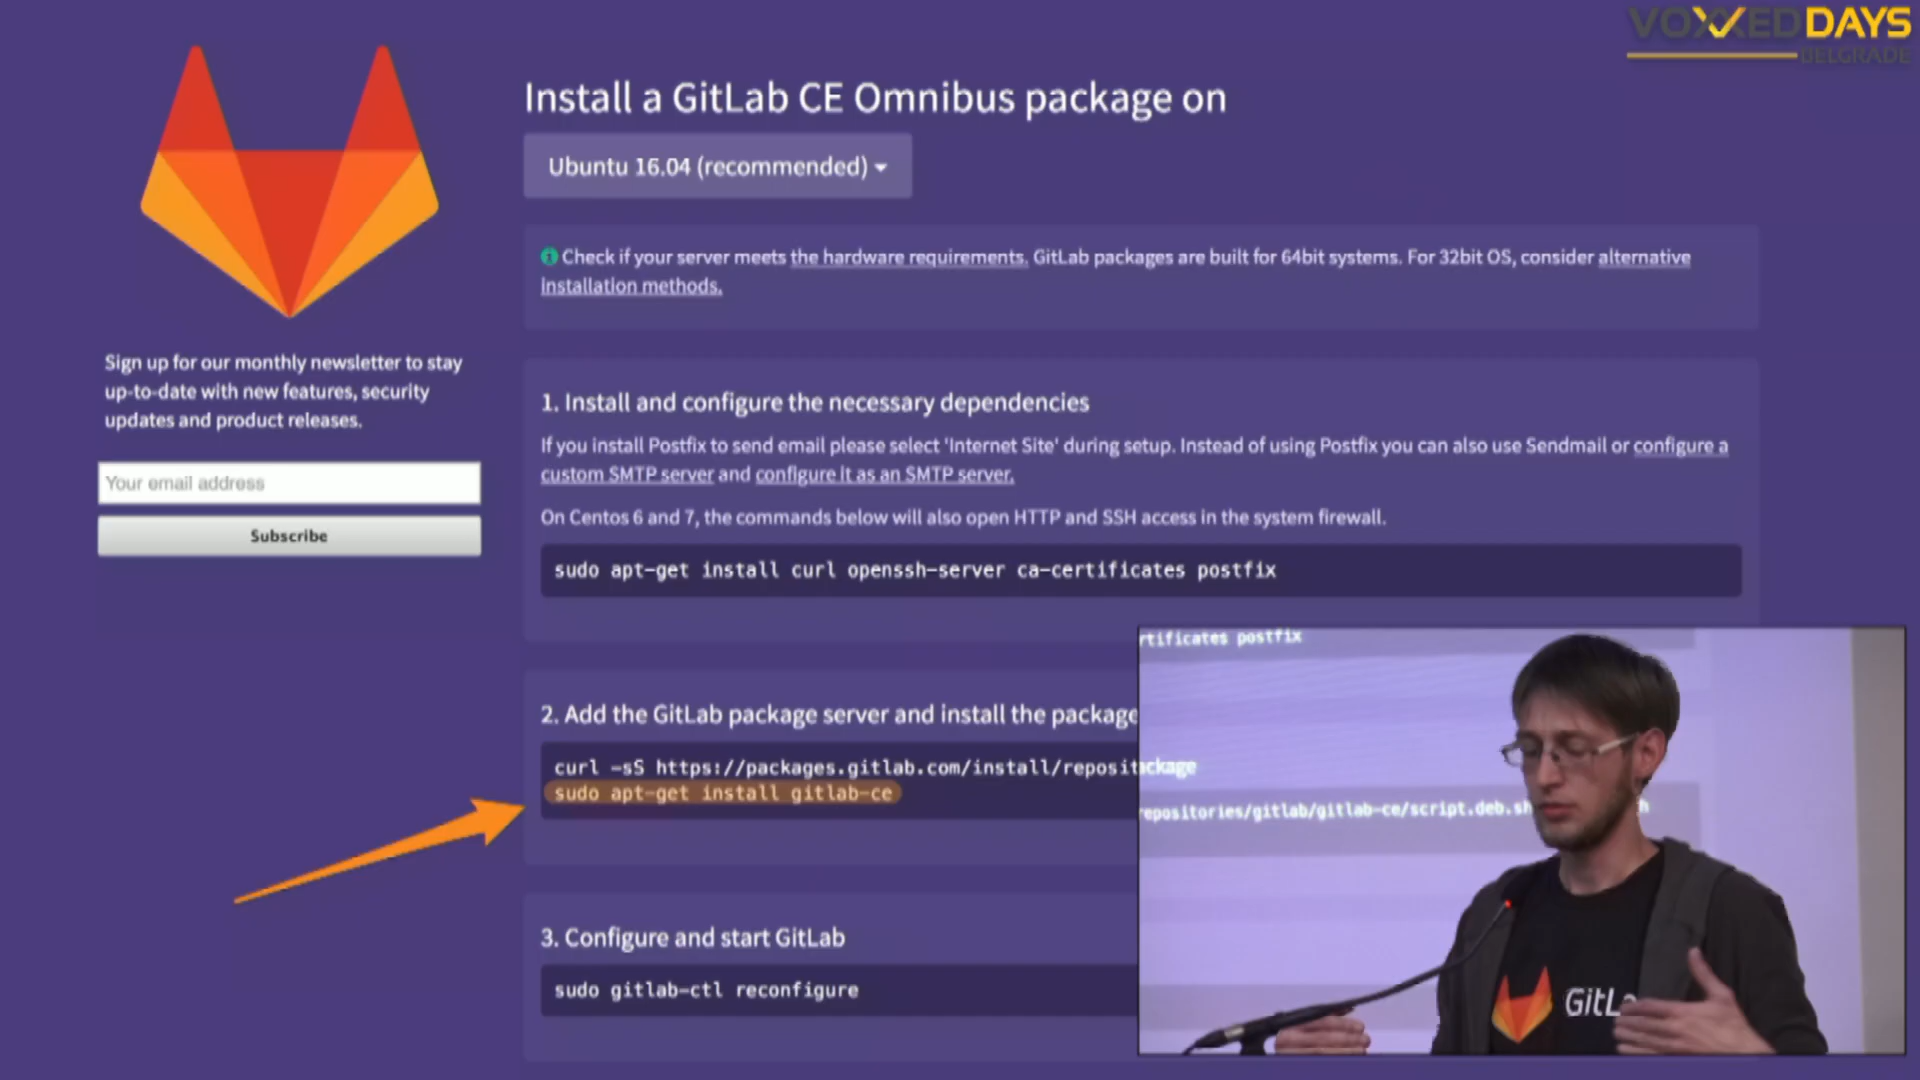 VOXXEDDAYS
BELGRADE
Install a GitLab CE Omnibus package on
Ubuntu 16.04 (recommended)
Check if your server meets the hardware requirements. GitLab packages are built for 64bit systems. For 32bit OS, consider alternative
installation methods.
Sign up for our monthly newsletter to stay
up-to-date with new features, security
updates and product releases.
Your email address
Subscribe
1. Install and configure the necessary dependencies
If you install Postfix to send email please select 'Internet Site' during setup. Instead of using Postfix you can also use Sendmail or configure a
custom SMTP server and configure it as an SMTP server.
On Centos 6 and 7, the commands below will also open HTTP and SSH access in the system firewall.
sudo apt-get install curl openssh-server ca-certificates postfix
2. Add the GitLab package server and install the package
curl -sS https://packages.gitlab.com/install/reposit
sudo apt-get install gitlab-ce
3. Configure and start GitLab
sudo gitlab-ctl reconfigure
rtificates postfix
ackage
epositories/gitlab/gitlab-ce/script.deb.sh
GitLa